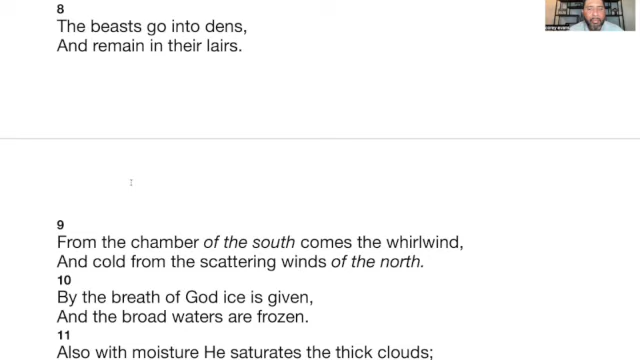 8
The beasts go into dens,
And remain in their lairs.
9
From the chamber of the south comes the whirlwind,
And cold from the scattering winds of the north.
10
By the breath of God ice is given,
And the broad waters are frozen.
11
Also with moisture He saturates the thick clouds;